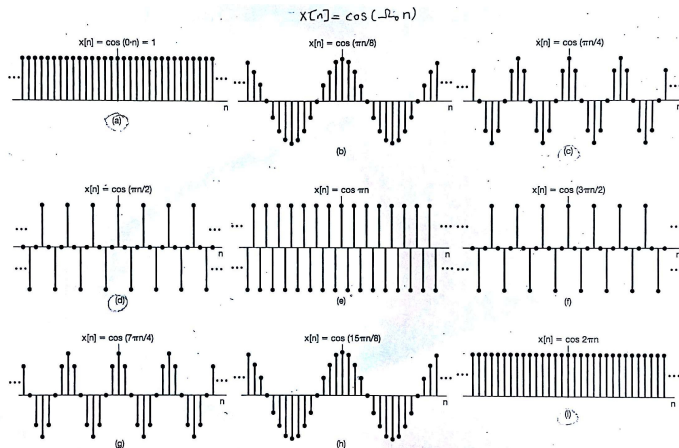 x[n] = cos(Ω₀n)
x[n] = cos (0·n) = 1
x[n] = cos (πn/8)
x[n] = cos (πn/4)
n
n
n
(a)
(b)
(c)
x[n] = cos (πn/2)
x[n] = cos πn
x[n] = cos (3πn/2)
n
n
n
(d)
(e)
(f)
x[n] = cos (7πn/4)
x[n] = cos (15πn/8)
x[n] = cos 2πn
n
n
n
(g)
(h)
(i)